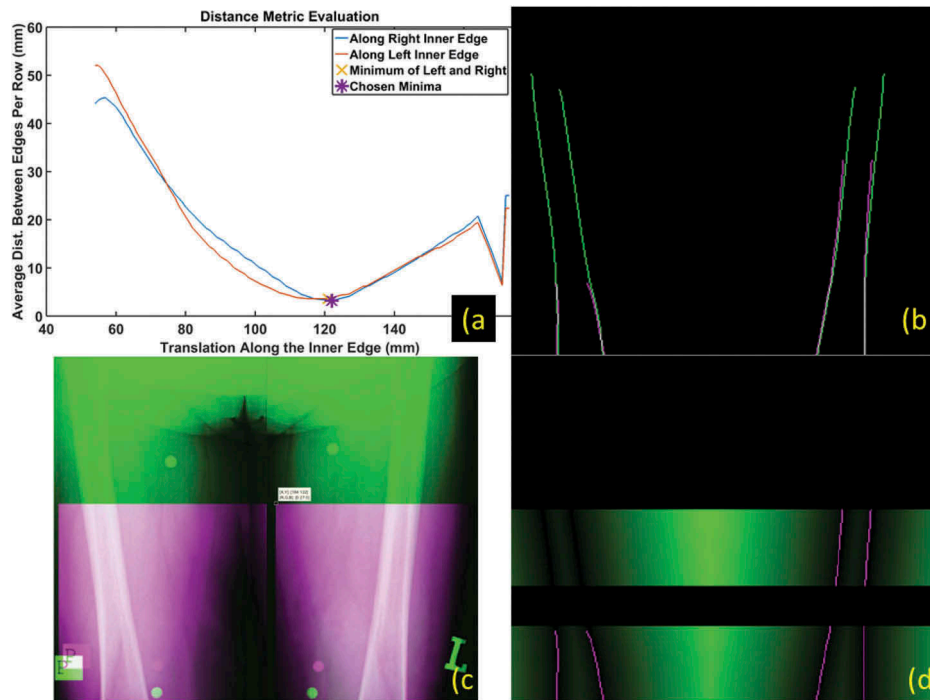 Distance Metric Evaluation
60
50
40
30
20
10
0
Average Dist. Between Edges Per Row (mm)
Along Right Inner Edge
Along Left Inner Edge
Minimum of Left and Right
Chosen Minima
40 60 80 100 120 140
Translation Along the Inner Edge (mm)
(a
(b
P
P
L
(c
(d